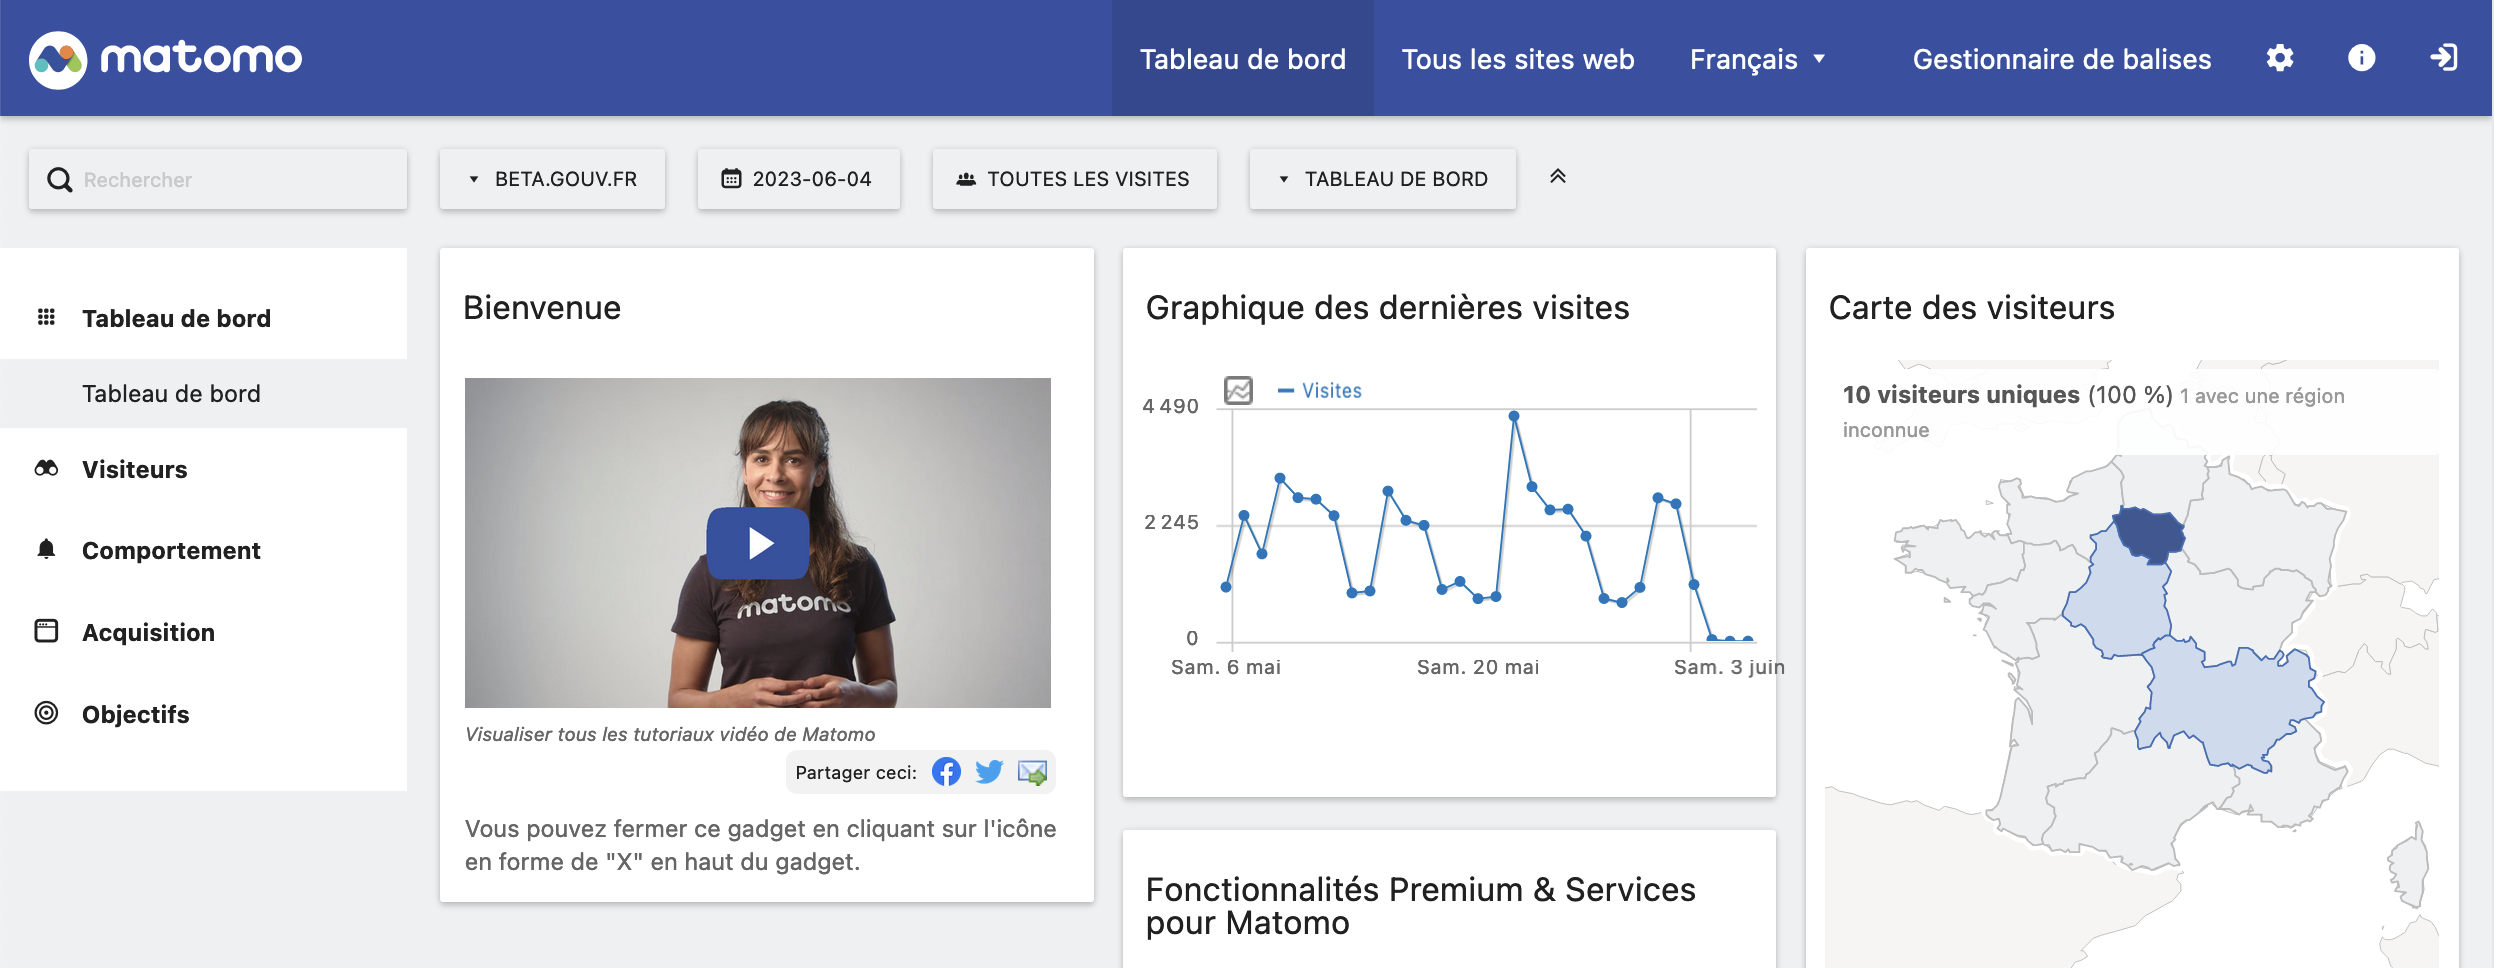 matomo
Tableau de bord
Tous les sites web
Français
Gestionnaire de balises
Rechercher
BETA.GOUV.FR
2023-06-04
TOUTES LES VISITES
TABLEAU DE BORD
Tableau de bord
Tableau de bord
Visiteurs
Comportement
Acquisition
Objectifs
Bienvenue
matomo
Visualiser tous les tutoriaux vidéo de Matomo
Partager ceci:
Vous pouvez fermer ce gadget en cliquant sur l'icône
en forme de "X" en haut du gadget.
Graphique des dernières visites
Visites
4 490
2 245
0
Sam. 6 mai
Sam. 20 mai
Sam. 3 juin
Fonctionnalités Premium & Services
pour Matomo
Carte des visiteurs
10 visiteurs uniques (100 %) 1 avec une région
inconnue